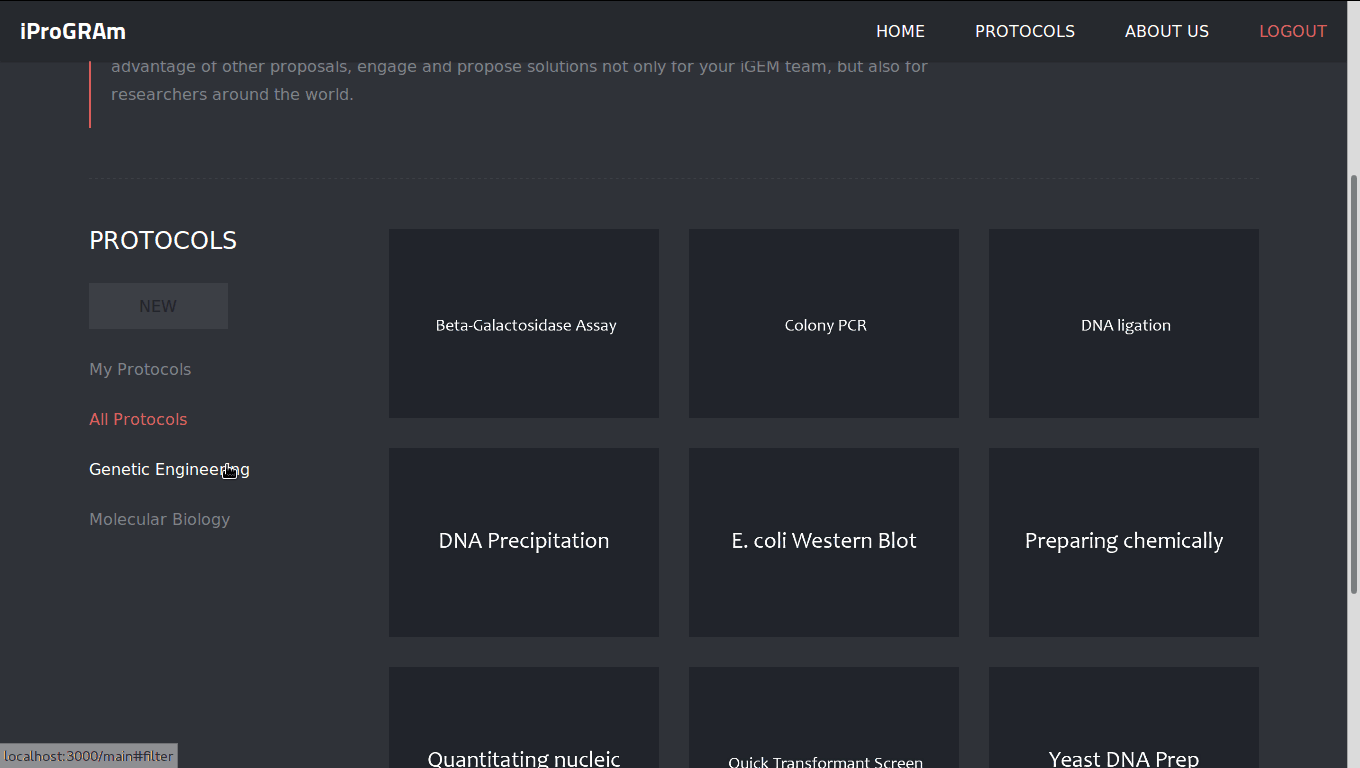 iProGRAm
HOME
PROTOCOLS
ABOUT US
LOGOUT
advantage of other proposals, engage and propose solutions not only for your iGEM team, but also for
researchers around the world.
PROTOCOLS
NEW
My Protocols
All Protocols
Genetic Engineering
Molecular Biology
Beta-Galactosidase Assay
Colony PCR
DNA ligation
DNA Precipitation
E. coli Western Blot
Preparing chemically
Quantitating nucleic
Quick Transformant Screen
Yeast DNA Prep
localhost:3000/main#filter